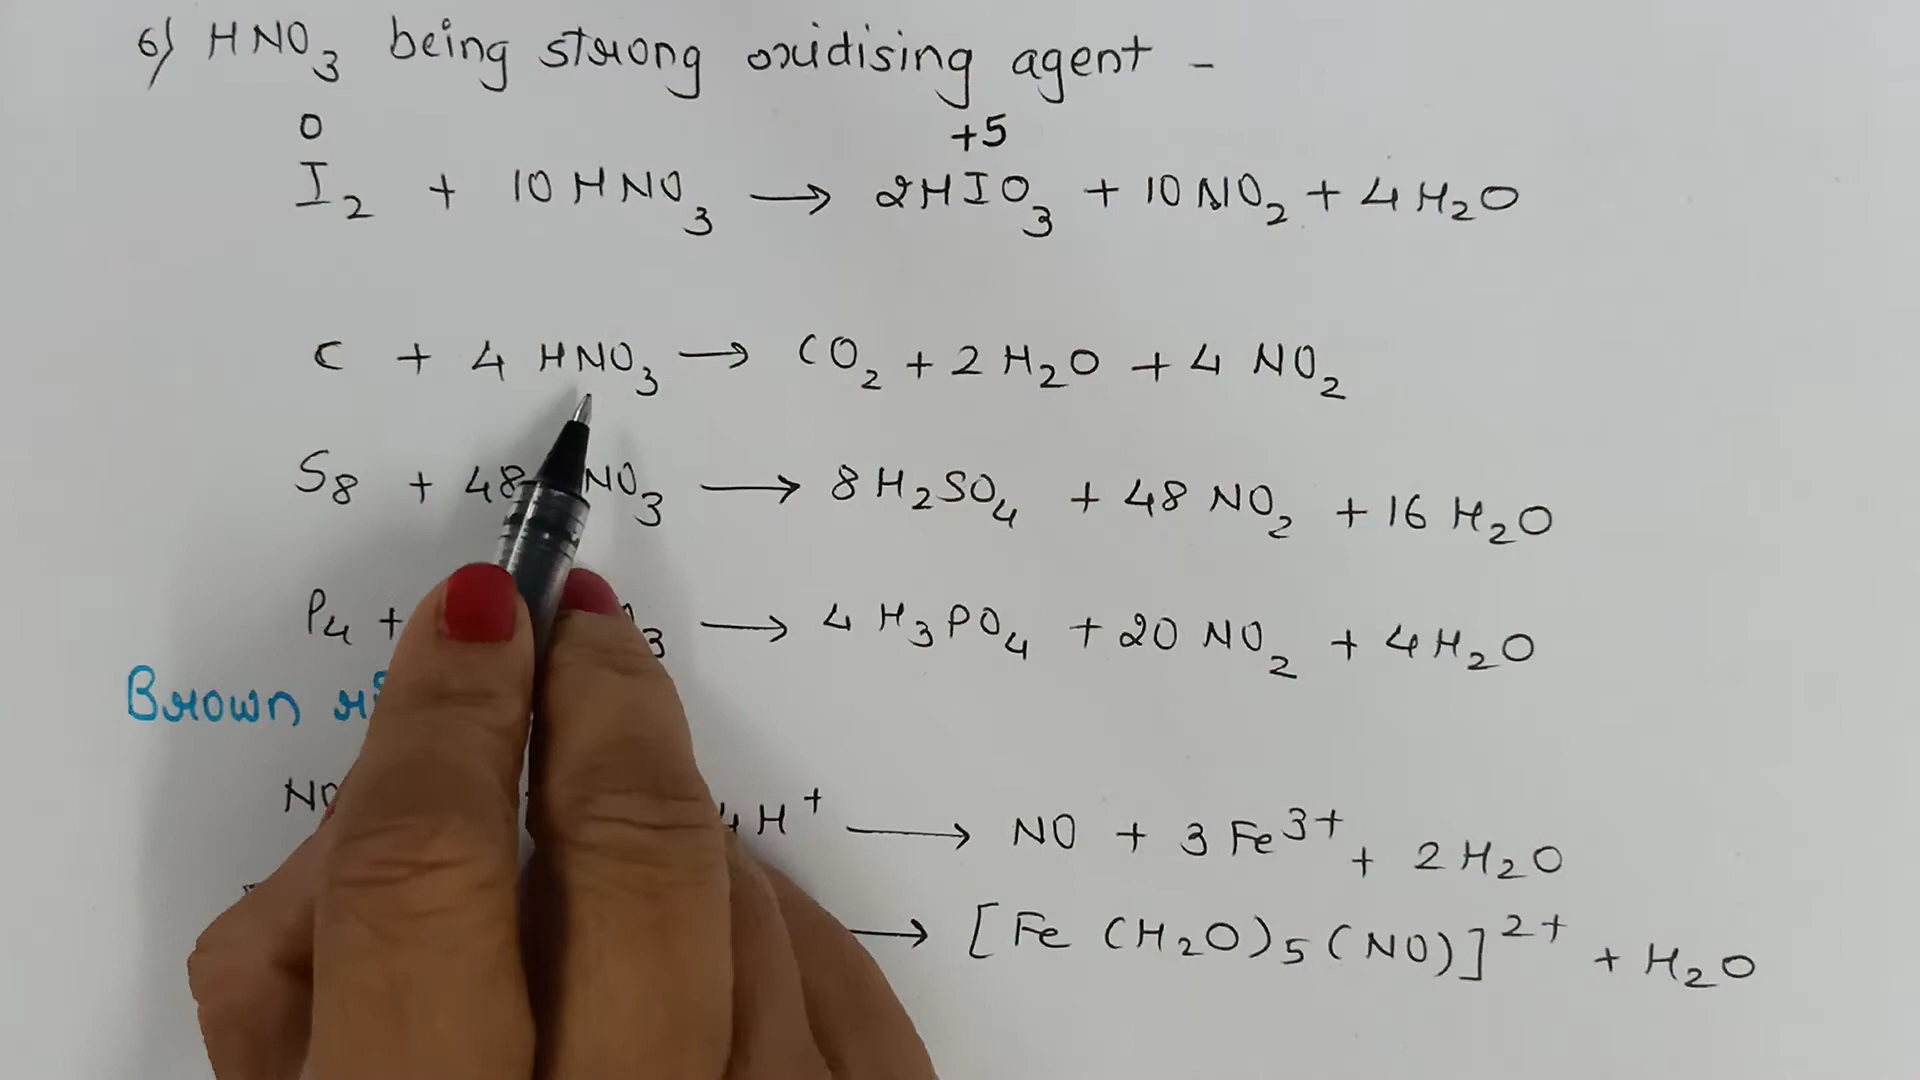 6) HNO₃ being strong oxidising agent -
0 +5
I₂ + 10 HNO₃ → 2HIO₃ + 10 NO₂ + 4 H₂O
C + 4 HNO₃ → CO₂ + 2 H₂O + 4 NO₂
S₈ + 48 NO₃ → 8 H₂SO₄ + 48 NO₂ + 16 H₂O
P₄ + 3 → 4 H₃PO₄ + 20 NO₂ + 4 H₂O
Brown
NO 4H⁺ → NO + 3 Fe³⁺ + 2 H₂O
→ [Fe (H₂O)₅ (NO)]²⁺ + H₂O